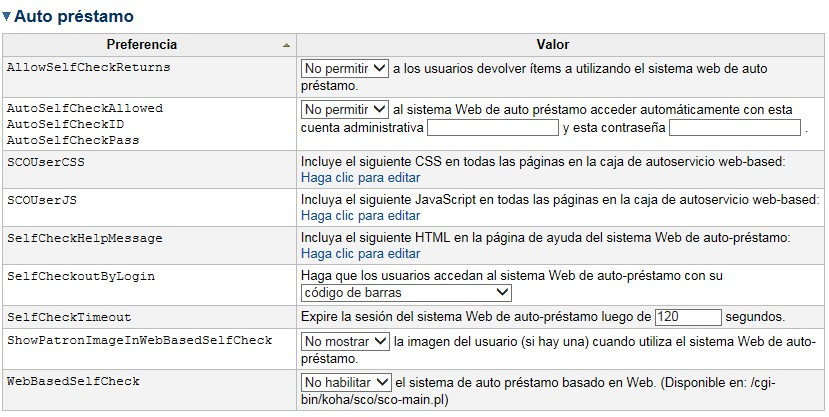 Auto préstamo
Preferencia Valor
AllowSelfCheckReturns
No permitir a los usuarios devolver ítems a utilizando el sistema web de auto
préstamo.
AutoSelfCheckAllowed
AutoSelfCheckID
AutoSelfCheckPass
No permitir al sistema Web de auto préstamo acceder automáticamente con esta
cuenta administrativa y esta contraseña .
SCOUserCSS
Incluye el siguiente CSS en todas las páginas en la caja de autoservicio web-based:
Haga clic para editar
SCOUserJS
Incluya el siguiente JavaScript en todas las páginas en la caja de autoservicio web-based:
Haga clic para editar
SelfCheckHelpMessage
Incluya el siguiente HTML en la página de ayuda del sistema Web de auto-préstamo:
Haga clic para editar
SelfCheckoutByLogin
Haga que los usuarios accedan al sistema Web de auto-préstamo con su
código de barras
SelfCheckTimeout
Expire la sesión del sistema Web de auto-préstamo luego de 120 segundos.
ShowPatronImageInWebBasedSelfCheck
No mostrar la imagen del usuario (si hay una) cuando utiliza el sistema Web de auto-
préstamo.
WebBasedSelfCheck
No habilitar el sistema de auto préstamo basado en Web. (Disponible en: /cgi-
bin/koha/sco/sco-main.pl)